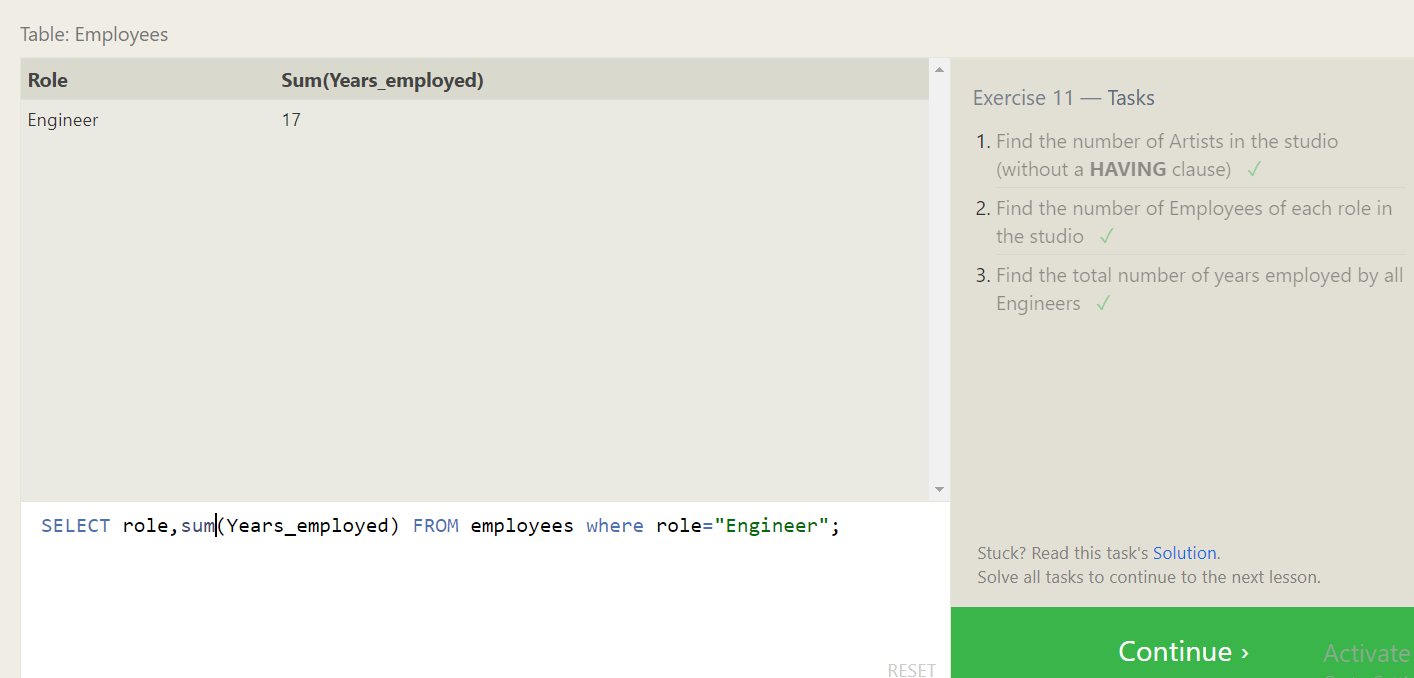 Table: Employees
Role Sum(Years_employed)
Engineer 17
SELECT role,sum(Years_employed) FROM employees where role="Engineer";
RESET
Exercise 11 — Tasks
1. Find the number of Artists in the studio
(without a HAVING clause) ✓
2. Find the number of Employees of each role in
the studio ✓
3. Find the total number of years employed by all
Engineers ✓
Stuck? Read this task's Solution.
Solve all tasks to continue to the next lesson.
Continue ›
Activate